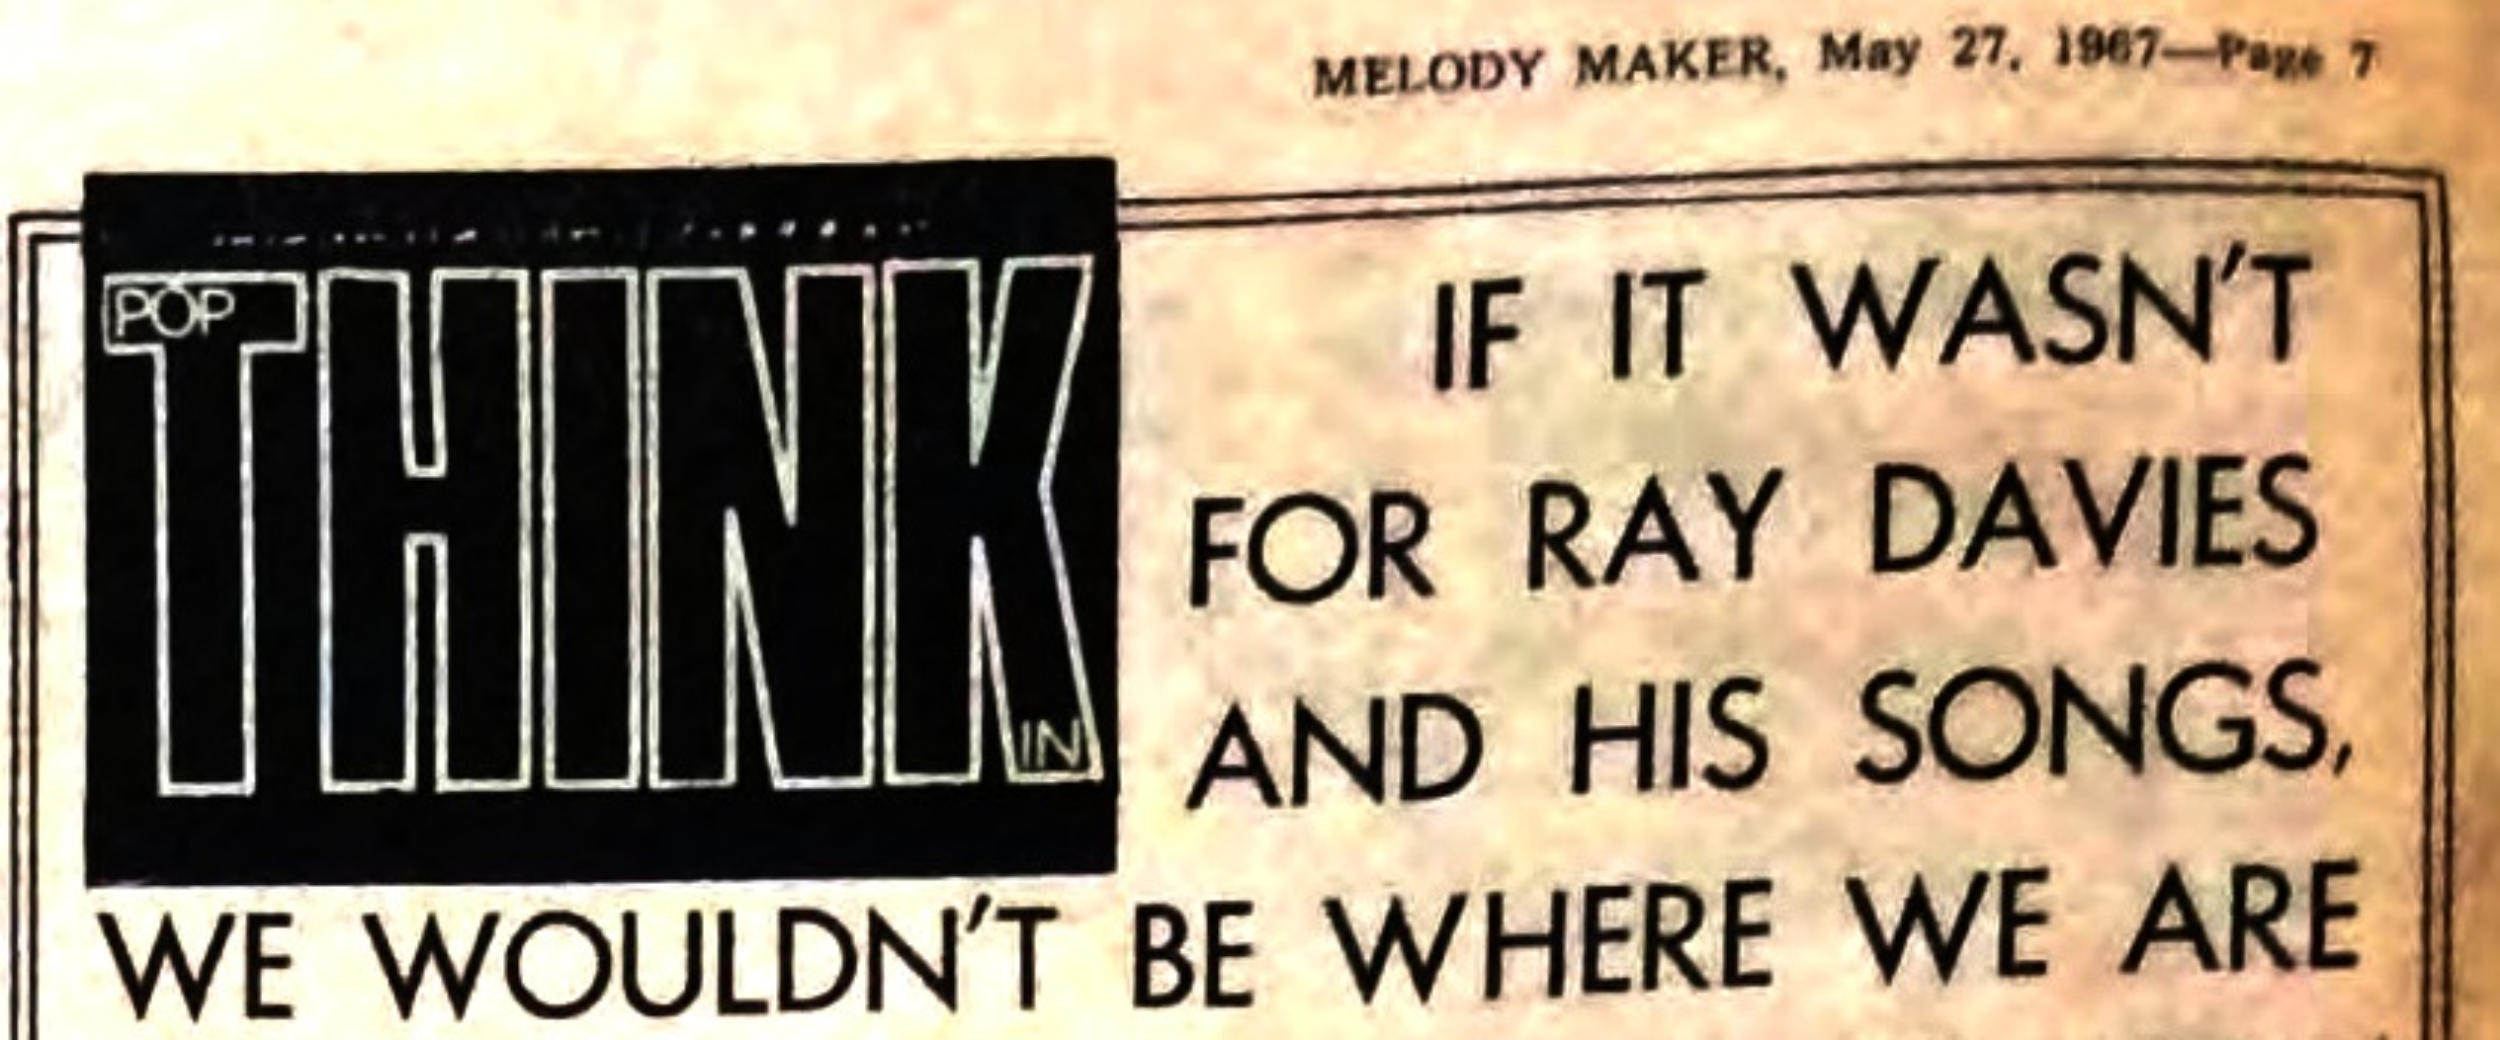 MELODY MAKER, May 27, 1967—Page 7
POP
THINK
IN
IF IT WASN'T
FOR RAY DAVIES
AND HIS SONGS,
WE WOULDN'T BE WHERE WE ARE